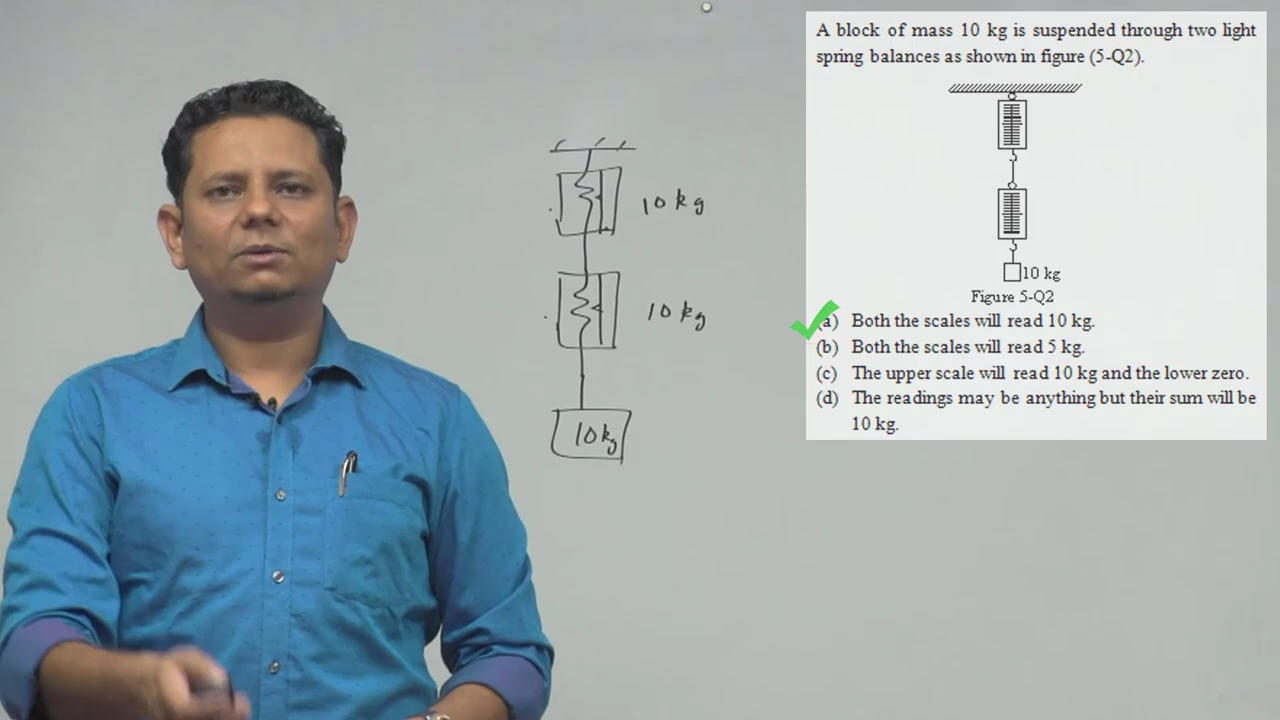 10 kg
10 kg
10kg
A block of mass 10 kg is suspended through two light
spring balances as shown in figure (5-Q2).
10 kg
Figure 5-Q2
(a) Both the scales will read 10 kg.
(b) Both the scales will read 5 kg.
(c) The upper scale will read 10 kg and the lower zero.
(d) The readings may be anything but their sum will be
10 kg.